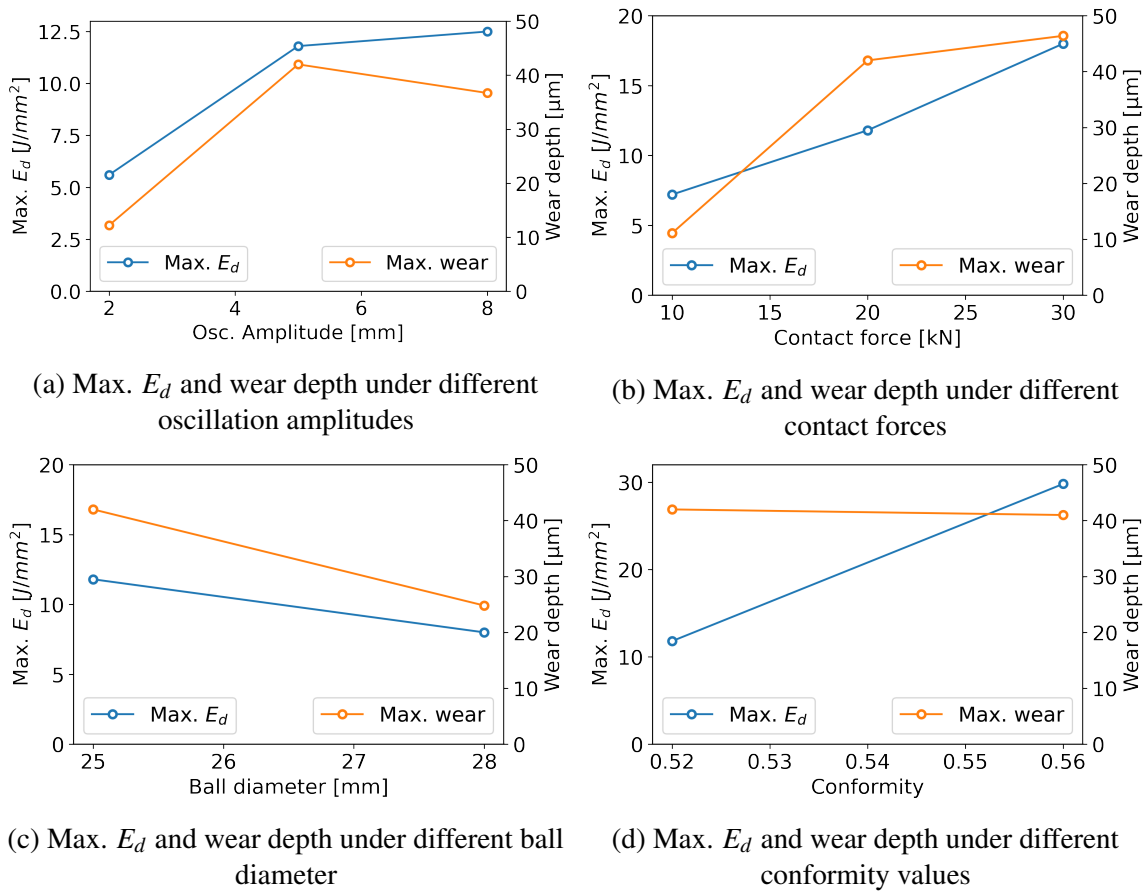 12.5
10.0
7.5
5.0
2.5
0.0
Max. E_d [J/mm²]
50
40
30
20
10
0
Wear depth [µm]
Max. E_d
Max. wear
2
4
6
8
Osc. Amplitude [mm]
(a) Max. E_d and wear depth under different
oscillation amplitudes
20
15
10
5
0
Max. E_d [J/mm²]
50
40
30
20
10
0
Wear depth [µm]
Max. E_d
Max. wear
10
15
20
25
30
Contact force [kN]
(b) Max. E_d and wear depth under different
contact forces
20
15
10
5
0
Max. E_d [J/mm²]
50
40
30
20
10
0
Wear depth [µm]
Max. E_d
Max. wear
25
26
27
28
Ball diameter [mm]
(c) Max. E_d and wear depth under different ball
diameter
30
20
10
0
Max. E_d [J/mm²]
50
40
30
20
10
0
Wear depth [µm]
Max. E_d
Max. wear
0.52
0.53
0.54
0.55
0.56
Conformity
(d) Max. E_d and wear depth under different
conformity values